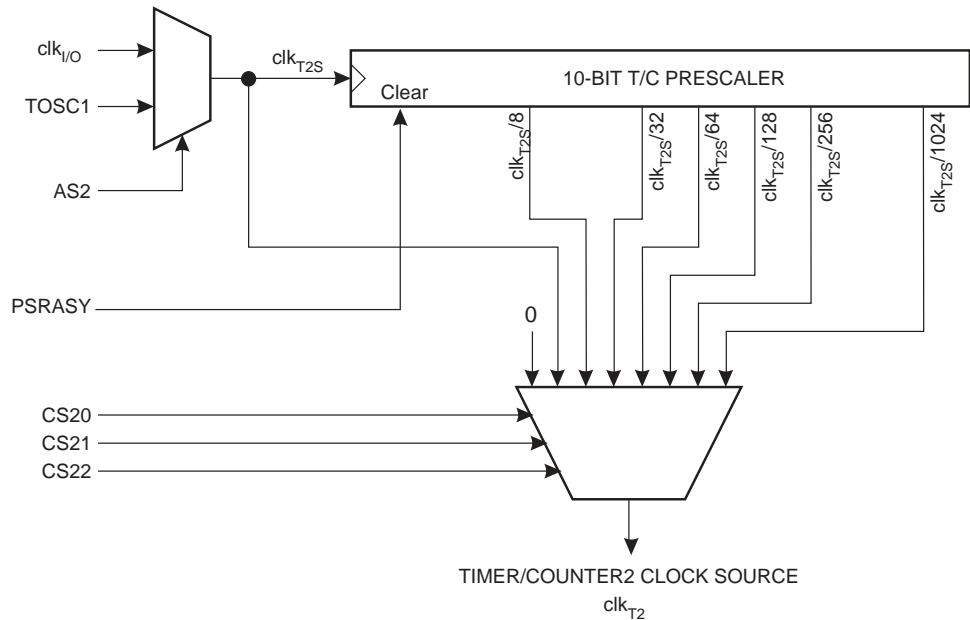 clkI/O
clkT2S
10-BIT T/C PRESCALER
TOSC1
Clear
clkT2S/8
clkT2S/32
clkT2S/64
clkT2S/128
clkT2S/256
clkT2S/1024
AS2
PSRASY
0
CS20
CS21
CS22
TIMER/COUNTER2 CLOCK SOURCE
clkT2